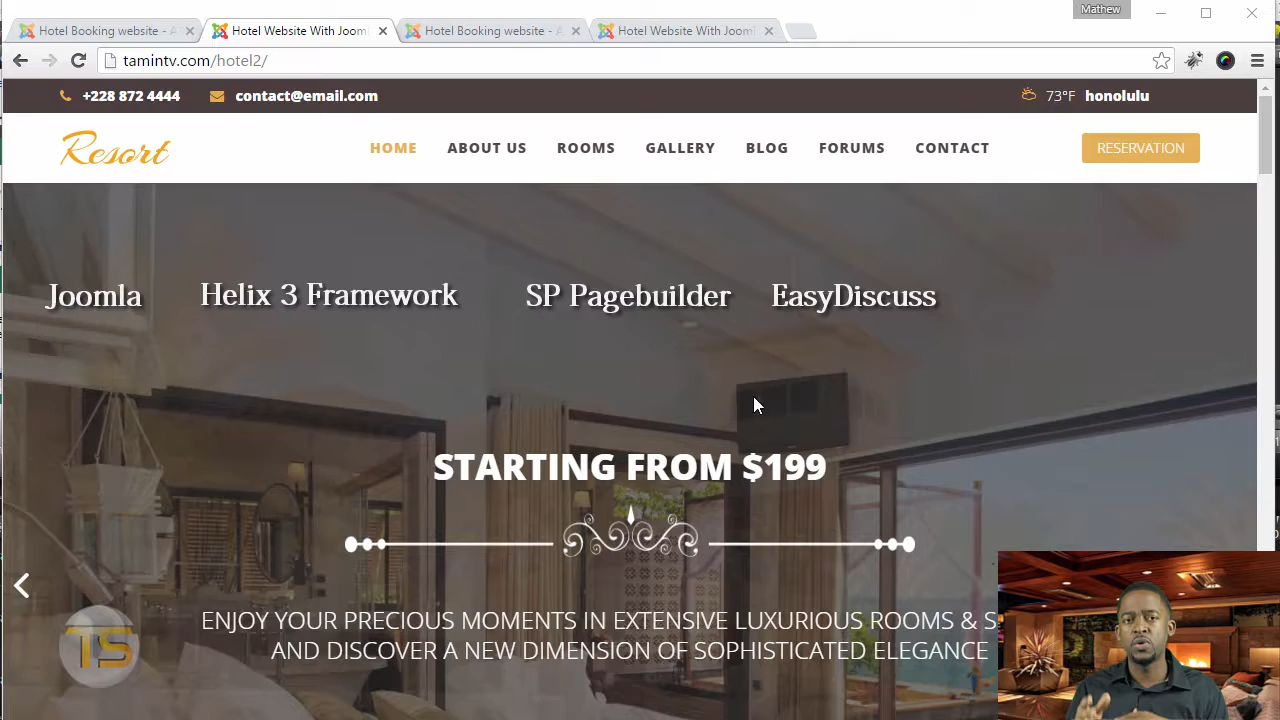 Mathew
Hotel Booking website - A
Hotel Website With Jooml
Hotel Booking website - A
Hotel Website With Jooml
tamintv.com/hotel2/
+228 872 4444
contact@email.com
73°F honolulu
Resort
HOME ABOUT US ROOMS GALLERY BLOG FORUMS CONTACT
RESERVATION
Joomla Helix 3 Framework SP Pagebuilder EasyDiscuss
STARTING FROM $199
ENJOY YOUR PRECIOUS MOMENTS IN EXTENSIVE LUXURIOUS ROOMS & S
AND DISCOVER A NEW DIMENSION OF SOPHISTICATED ELEGANCE
TS